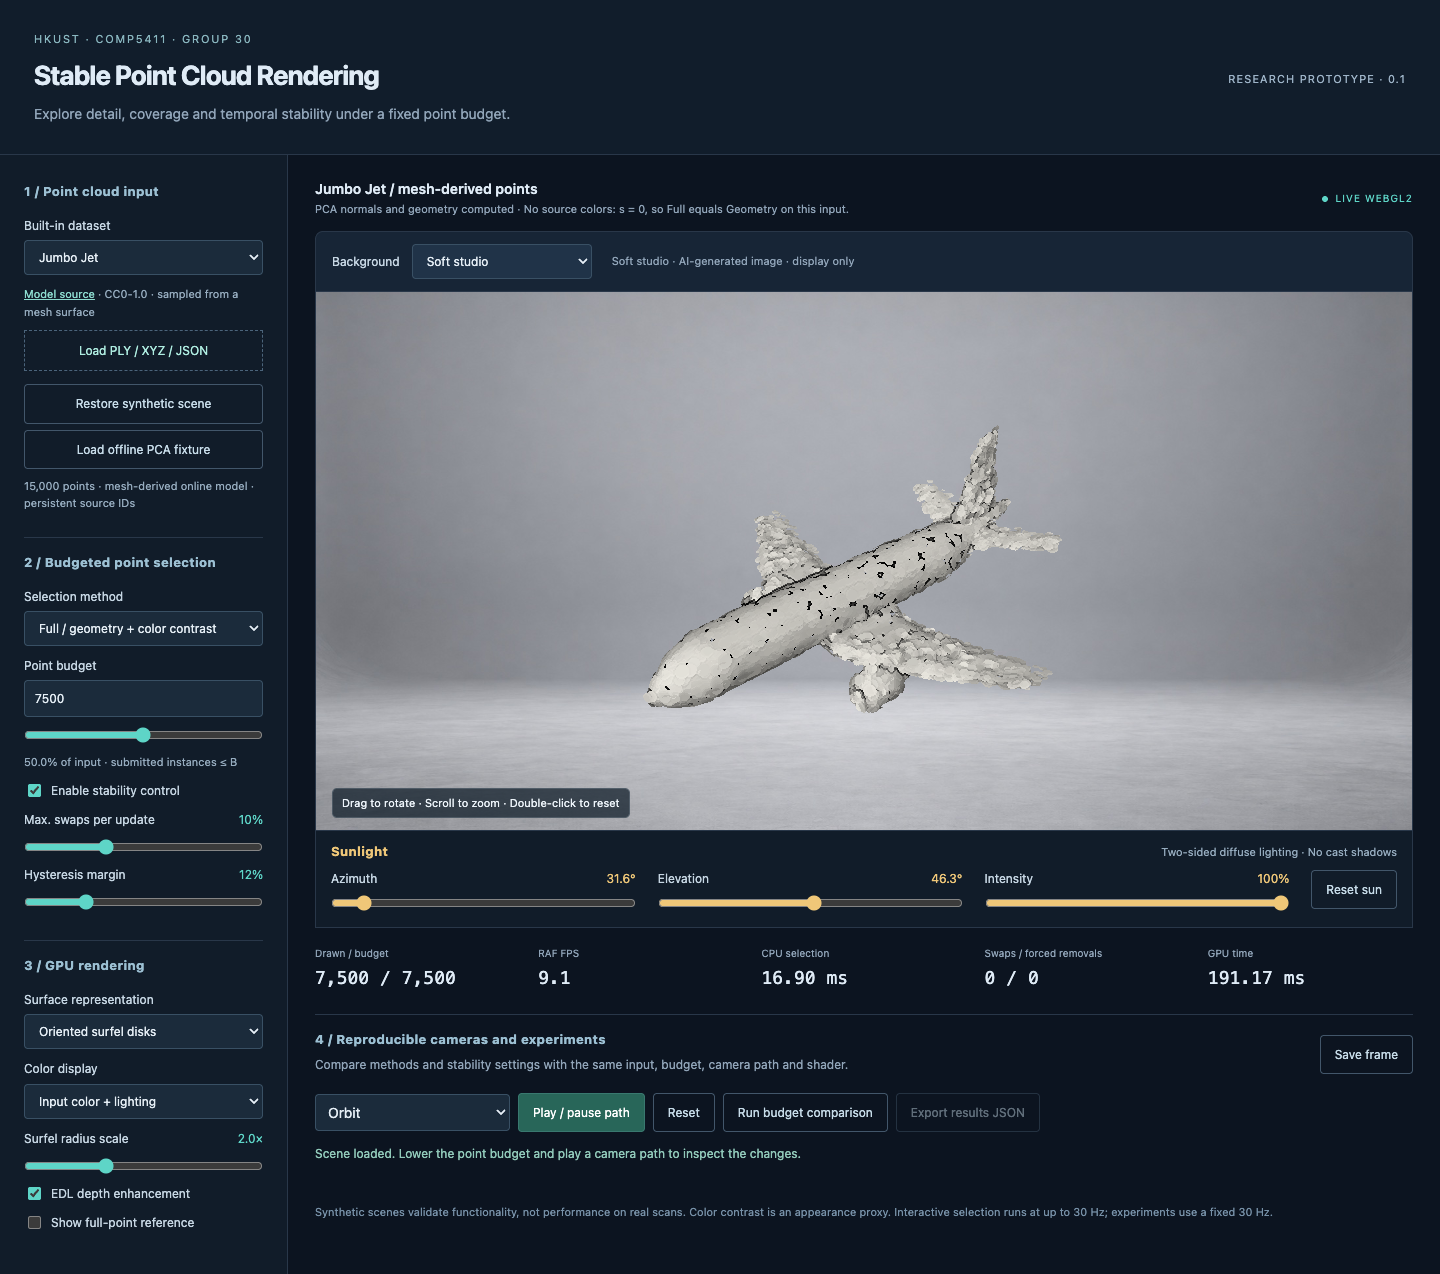 HKUST · COMP5411 · GROUP 30
Stable Point Cloud Rendering
Explore detail, coverage and temporal stability under a fixed point budget.
RESEARCH PROTOTYPE · 0.1
1 / Point cloud input
Built-in dataset
Jumbo Jet
Model source · CC0-1.0 · sampled from a
mesh surface
Load PLY / XYZ / JSON
Restore synthetic scene
Load offline PCA fixture
15,000 points · mesh-derived online model ·
persistent source IDs
2 / Budgeted point selection
Selection method
Full / geometry + color contrast
Point budget
7500
50.0% of input · submitted instances ≤ B
Enable stability control
Max. swaps per update 10%
Hysteresis margin 12%
3 / GPU rendering
Surface representation
Oriented surfel disks
Color display
Input color + lighting
Surfel radius scale 2.0×
EDL depth enhancement
Show full-point reference
Jumbo Jet / mesh-derived points
PCA normals and geometry computed · No source colors: s = 0, so Full equals Geometry on this input.
LIVE WEBGL2
Background Soft studio Soft studio · AI-generated image · display only
Drag to rotate · Scroll to zoom · Double-click to reset
Sunlight Two-sided diffuse lighting · No cast shadows
Azimuth 31.6° Elevation 46.3° Intensity 100%
Reset sun
Drawn / budget RAF FPS CPU selection Swaps / forced removals GPU time
7,500 / 7,500 9.1 16.90 ms 0 / 0 191.17 ms
4 / Reproducible cameras and experiments
Compare methods and stability settings with the same input, budget, camera path and shader.
Save frame
Orbit Play / pause path Reset Run budget comparison Export results JSON
Scene loaded. Lower the point budget and play a camera path to inspect the changes.
Synthetic scenes validate functionality, not performance on real scans. Color contrast is an appearance proxy. Interactive selection runs at up to 30 Hz; experiments use a fixed 30 Hz.